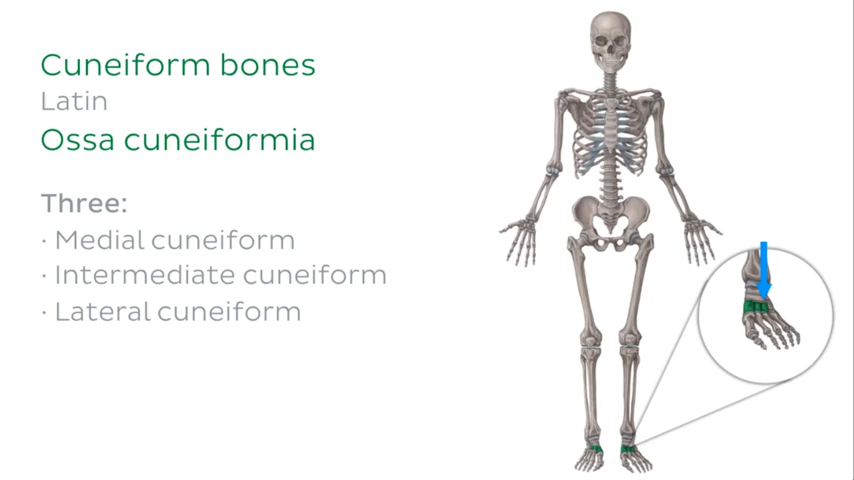 Cuneiform bones
Latin
Ossa cuneiformia
Three:
· Medial cuneiform
· Intermediate cuneiform
· Lateral cuneiform